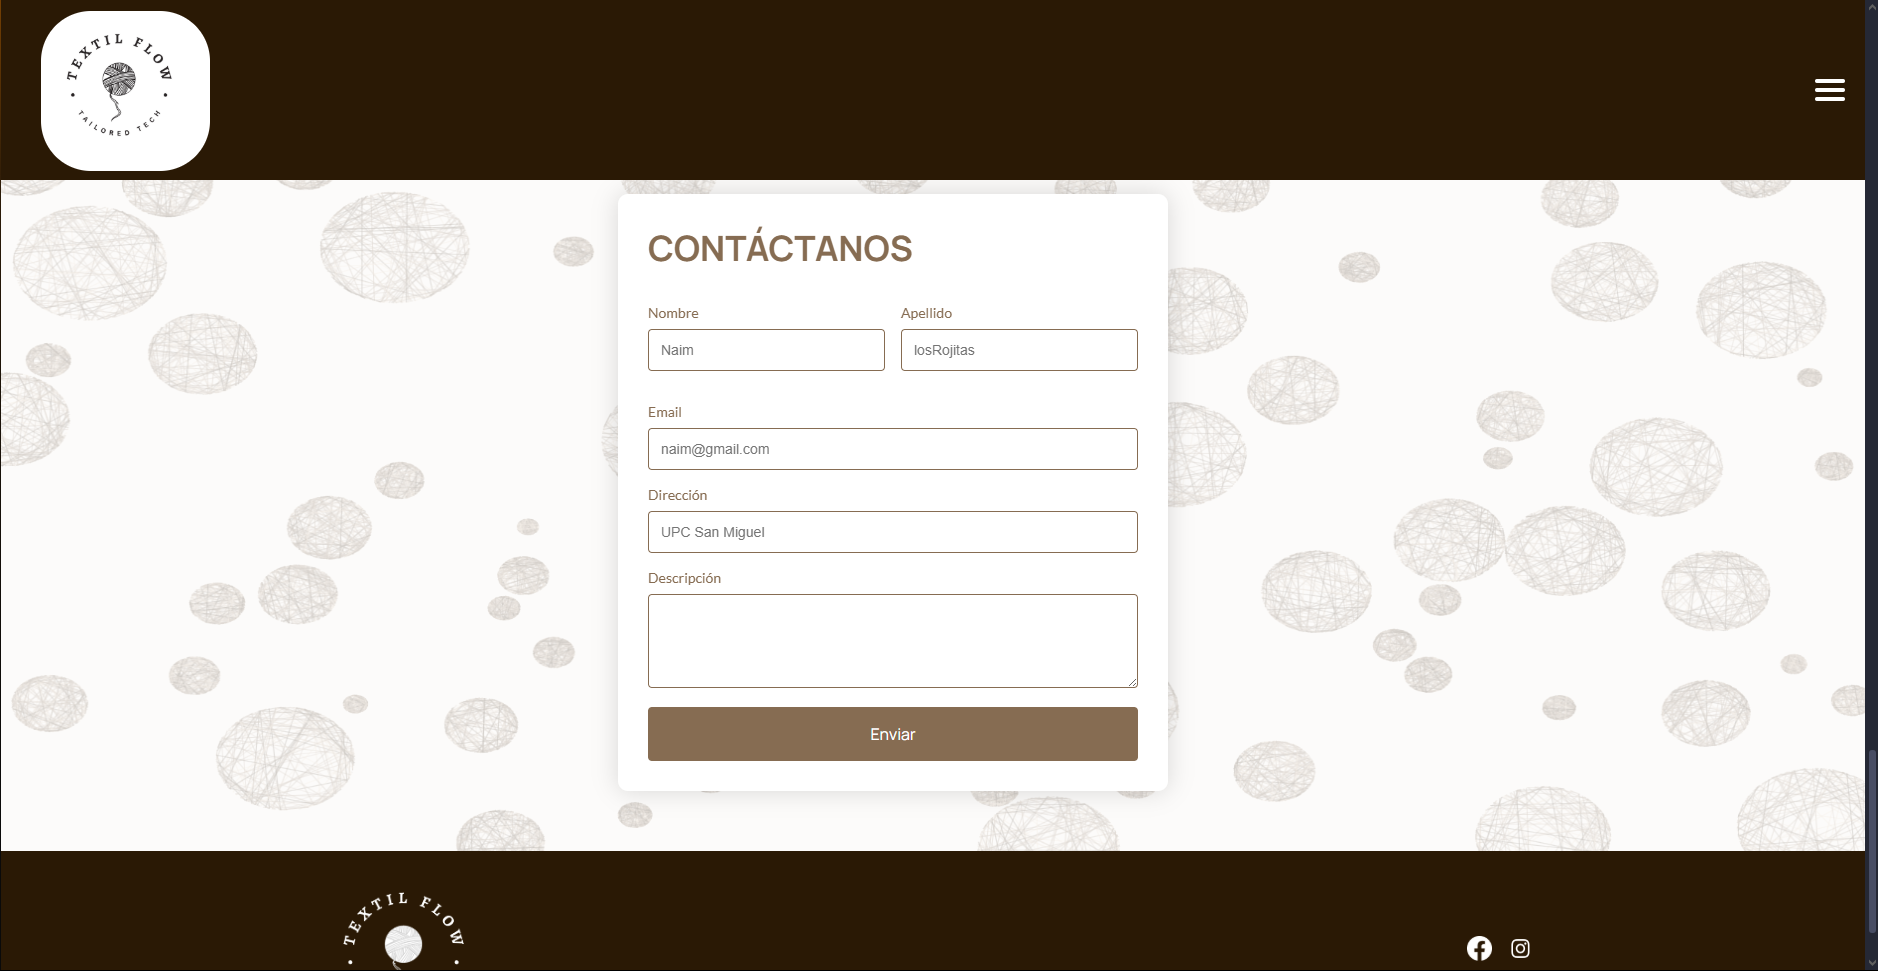 TEXTIL FLOW
TAILORED TECH
CONTÁCTANOS
Nombre
Apellido
Naim
losRojitas
Email
naim@gmail.com
Dirección
UPC San Miguel
Descripción
Enviar
TEXTIL FLOW